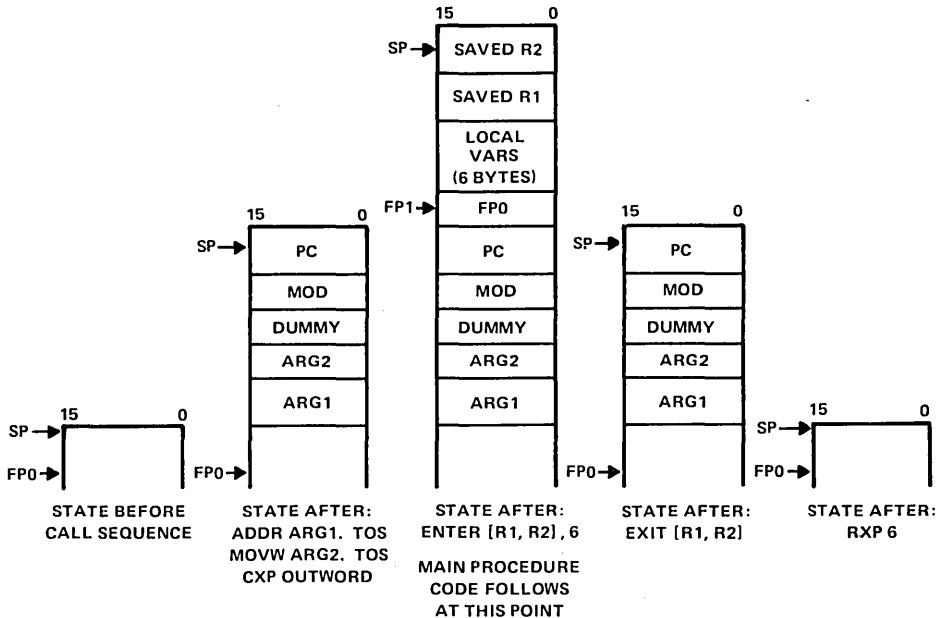 15 0
SP
SAVED R2
SAVED R1
LOCAL
VARS
(6 BYTES)
FP1
FP0
PC
MOD
DUMMY
ARG2
ARG1
15 0
SP
FP0
STATE BEFORE
CALL SEQUENCE
15 0
SP
PC
MOD
DUMMY
ARG2
ARG1
FP0
STATE AFTER:
ADDR ARG1. TOS
MOVW ARG2. TOS
CXP OUTWORD
STATE AFTER:
ENTER [R1, R2], 6
MAIN PROCEDURE
CODE FOLLOWS
AT THIS POINT
15 0
SP
PC
MOD
DUMMY
ARG2
ARG1
FP0
STATE AFTER:
EXIT [R1, R2]
15 0
SP
FP0
STATE AFTER:
RXP 6